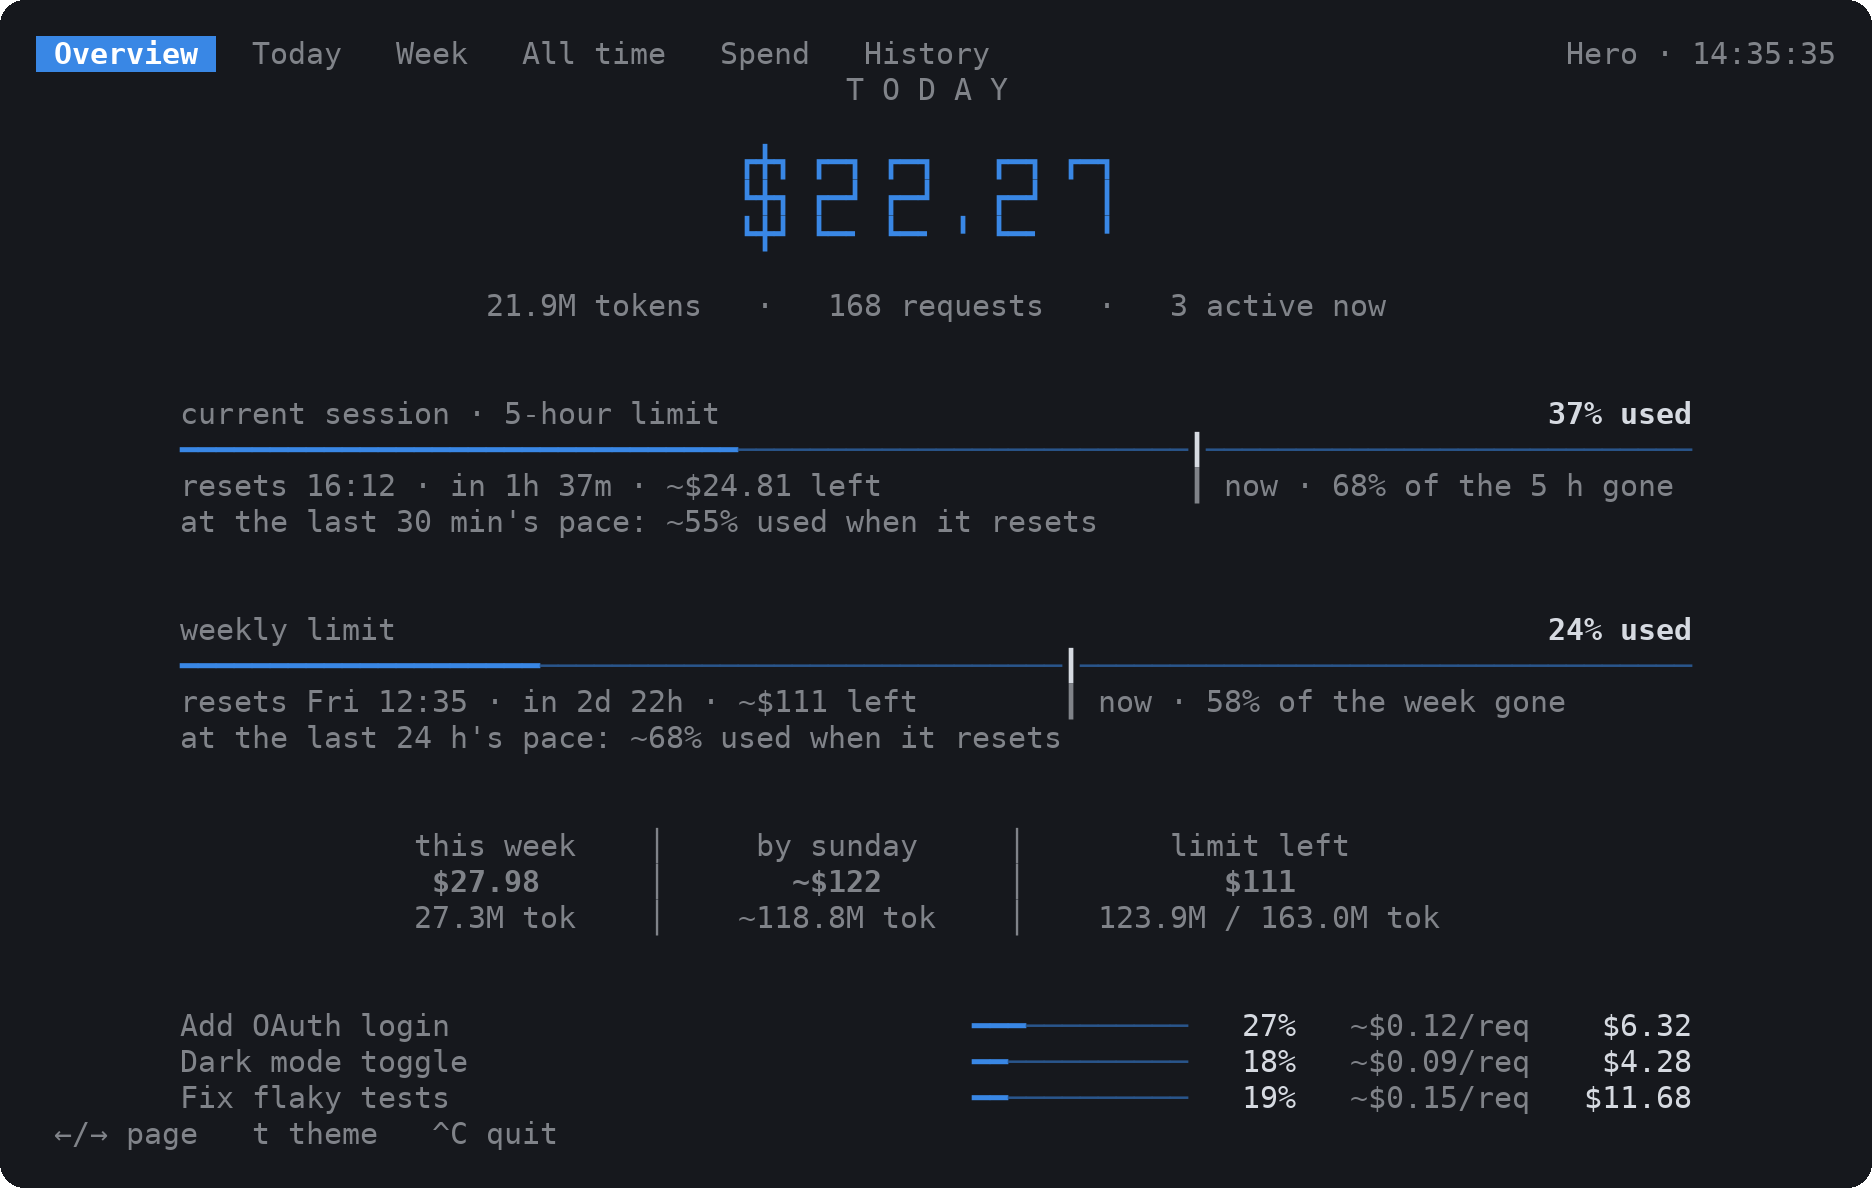 Overview Today Week All time Spend History Hero · 14:35:35
T O D A Y
$22.27
21.9M tokens · 168 requests · 3 active now
current session · 5-hour limit 37% used
resets 16:12 · in 1h 37m · ~$24.81 left now · 68% of the 5 h gone
at the last 30 min's pace: ~55% used when it resets
weekly limit 24% used
resets Fri 12:35 · in 2d 22h · ~$111 left now · 58% of the week gone
at the last 24 h's pace: ~68% used when it resets
this week by sunday limit left
$27.98 ~$122 $111
27.3M tok ~118.8M tok 123.9M / 163.0M tok
Add OAuth login 27% ~$0.12/req $6.32
Dark mode toggle 18% ~$0.09/req $4.28
Fix flaky tests 19% ~$0.15/req $11.68
←/→ page t theme ^C quit